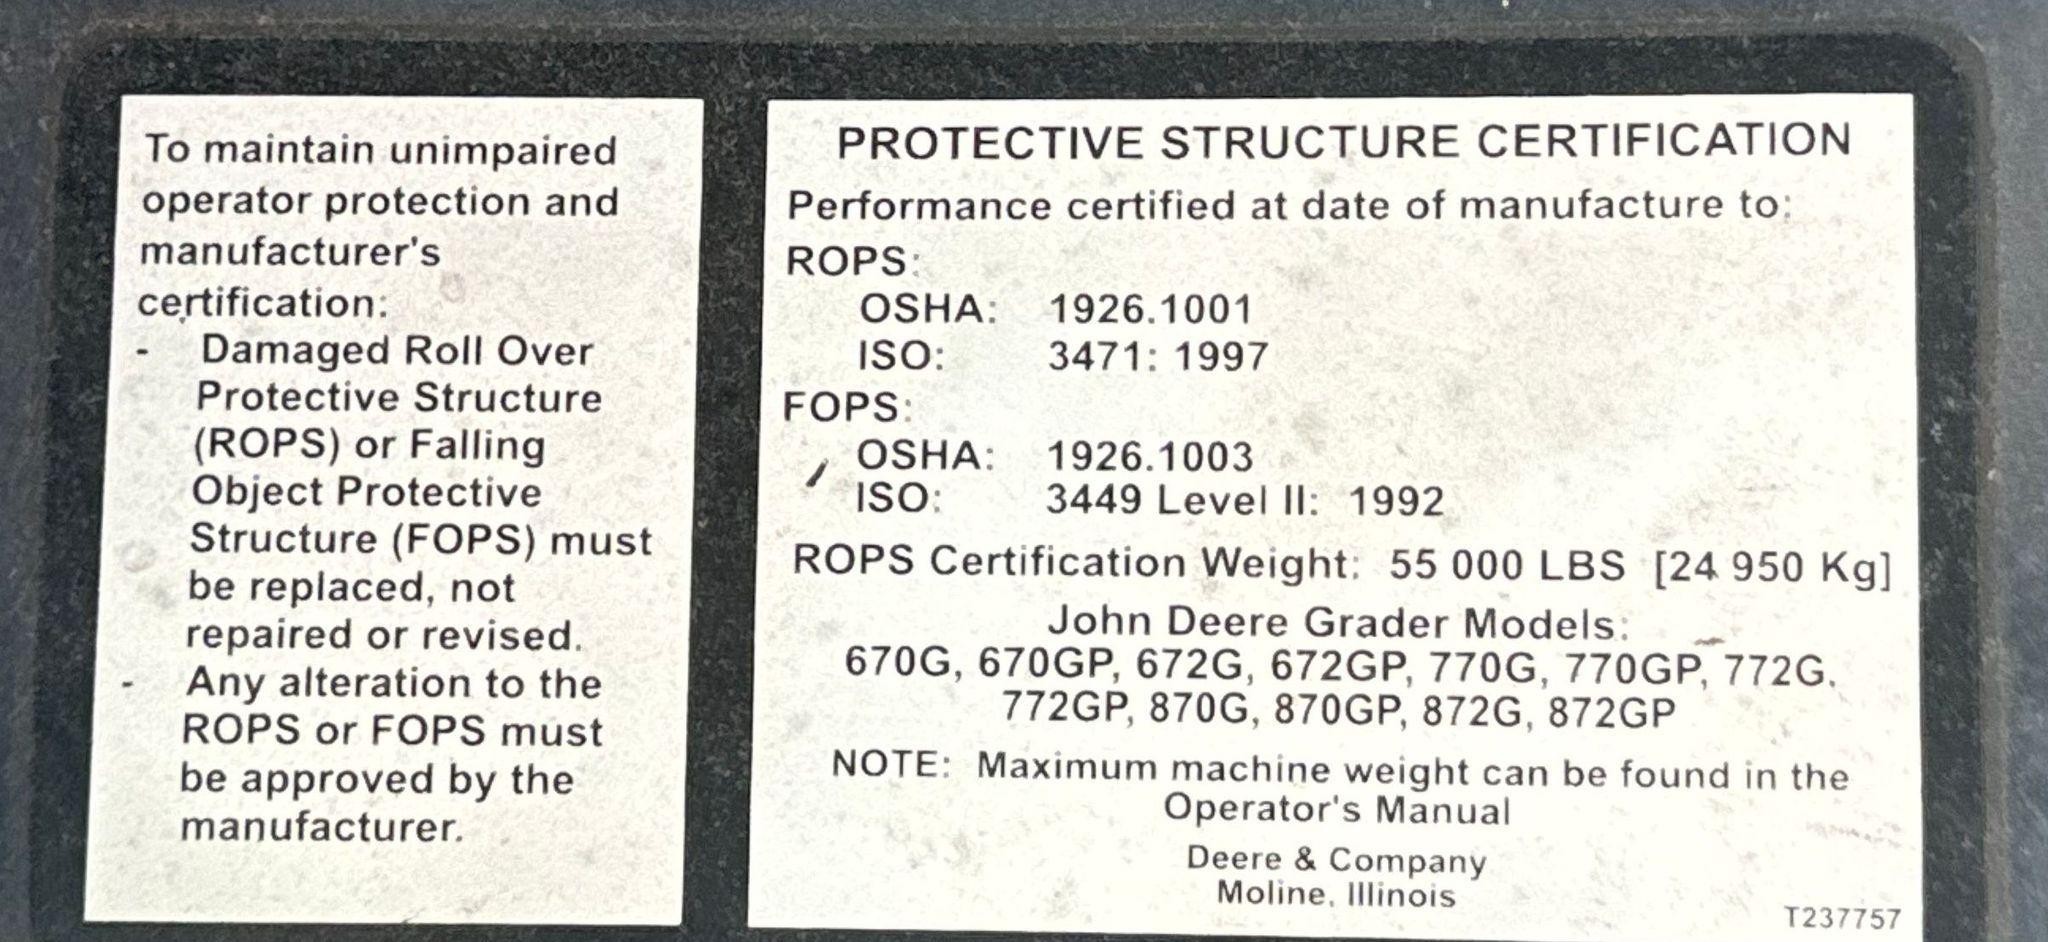 To maintain unimpaired
operator protection and
manufacturer's
certification:
- Damaged Roll Over
Protective Structure
(ROPS) or Falling
Object Protective
Structure (FOPS) must
be replaced, not
repaired or revised.
- Any alteration to the
ROPS or FOPS must
be approved by the
manufacturer.
PROTECTIVE STRUCTURE CERTIFICATION
Performance certified at date of manufacture to:
ROPS:
OSHA: 1926.1001
ISO: 3471: 1997
FOPS:
OSHA: 1926.1003
ISO: 3449 Level II: 1992
ROPS Certification Weight: 55 000 LBS [24 950 Kg]
John Deere Grader Models:
670G, 670GP, 672G, 672GP, 770G, 770GP, 772G,
772GP, 870G, 870GP, 872G, 872GP
NOTE: Maximum machine weight can be found in the
Operator's Manual
Deere & Company
Moline, Illinois
T237757